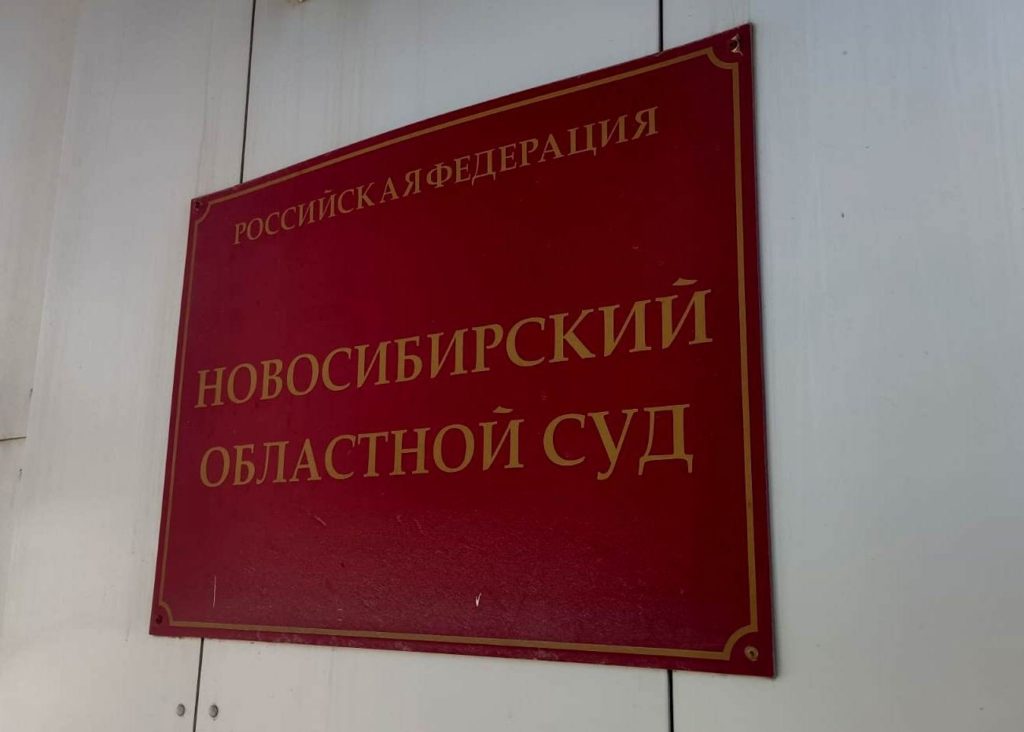 РОССИЙСКАЯ ФЕДЕРАЦИЯ
НОВОСИБИРСКИЙ
ОБЛАСТНОЙ СУД